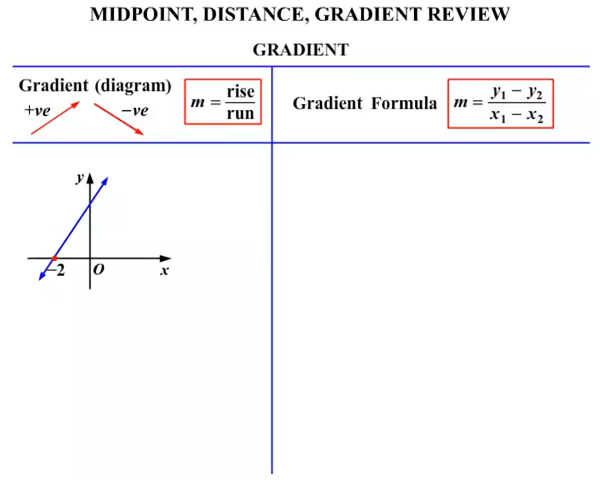 MIDPOINT, DISTANCE, GRADIENT REVIEW
GRADIENT
Gradient (diagram)
+ve −ve
m = rise/run
Gradient Formula m = y₁ − y₂ / x₁ − x₂
y
−2 O x